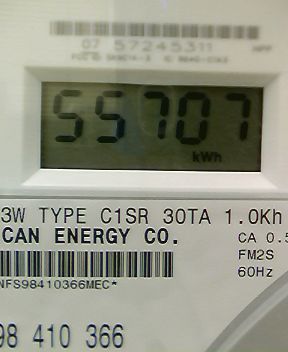 07 57245311
55707
kWh
3W TYPE C1SR 30TA 1.0Kh
CAN ENERGY CO.
CA 0.5
FM2S
60Hz
NFS98410366MEC*
98 410 366